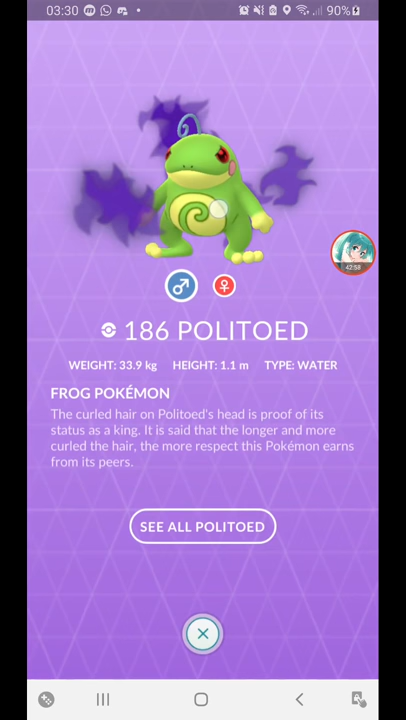 03:30
90%
42:58
186 POLITOED
WEIGHT: 33.9 kg HEIGHT: 1.1 m TYPE: WATER
FROG POKÉMON
The curled hair on Politoed's head is proof of its
status as a king. It is said that the longer and more
curled the hair, the more respect this Pokémon earns
from its peers.
SEE ALL POLITOED